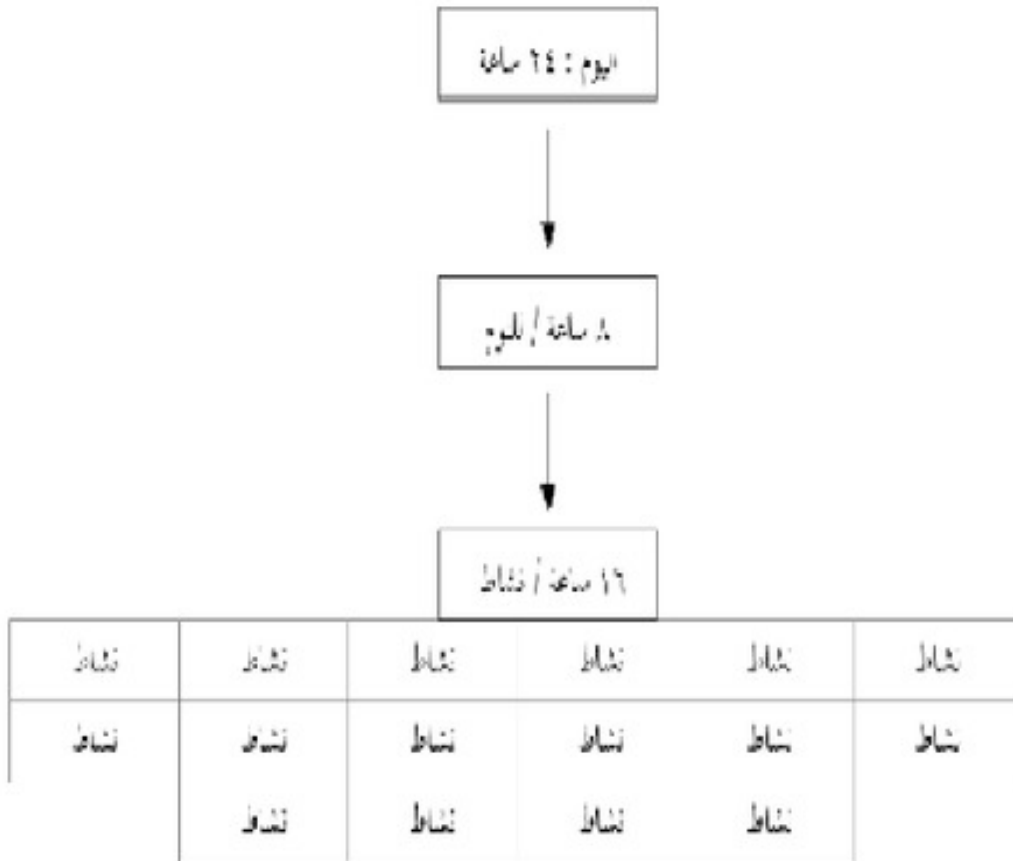 اليوم : ٢٤ ساعة
٨ ساعة / للنوم
١٦ ساعة / نشاط
نشاط نشاط نشاط نشاط نشاط نشاط
نشاط نشاط نشاط نشاط نشاط نشاط
نشاط نشاط نشاط نشاط